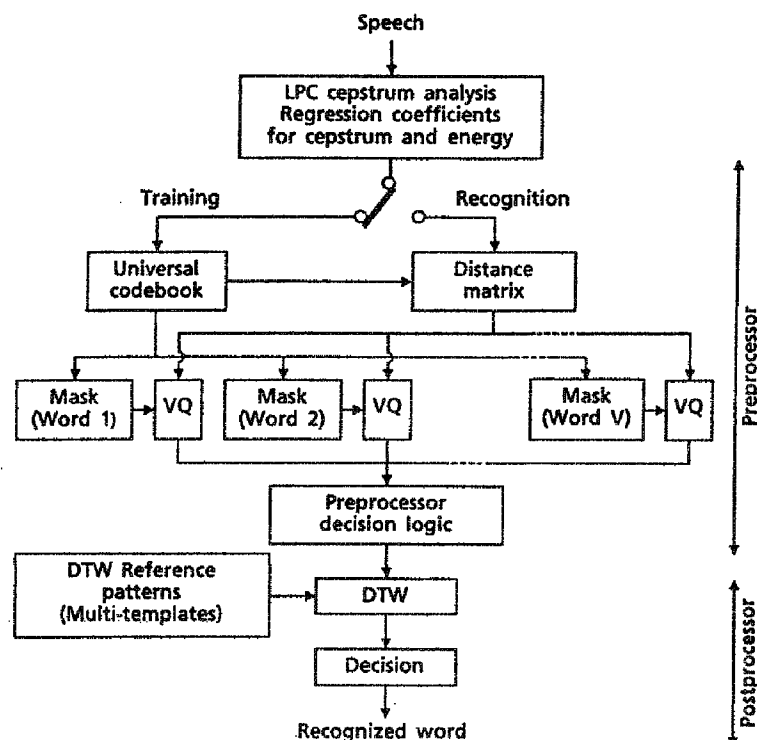 Speech
LPC cepstrum analysis
Regression coefficients
for cepstrum and energy
Training
Recognition
Universal
codebook
Distance
matrix
Mask
(Word 1)
VQ
Mask
(Word 2)
VQ
Mask
(Word V)
VQ
Preprocessor
decision logic
DTW Reference
patterns
(Multi-templates)
DTW
Decision
Recognized word
Preprocessor
Postprocessor